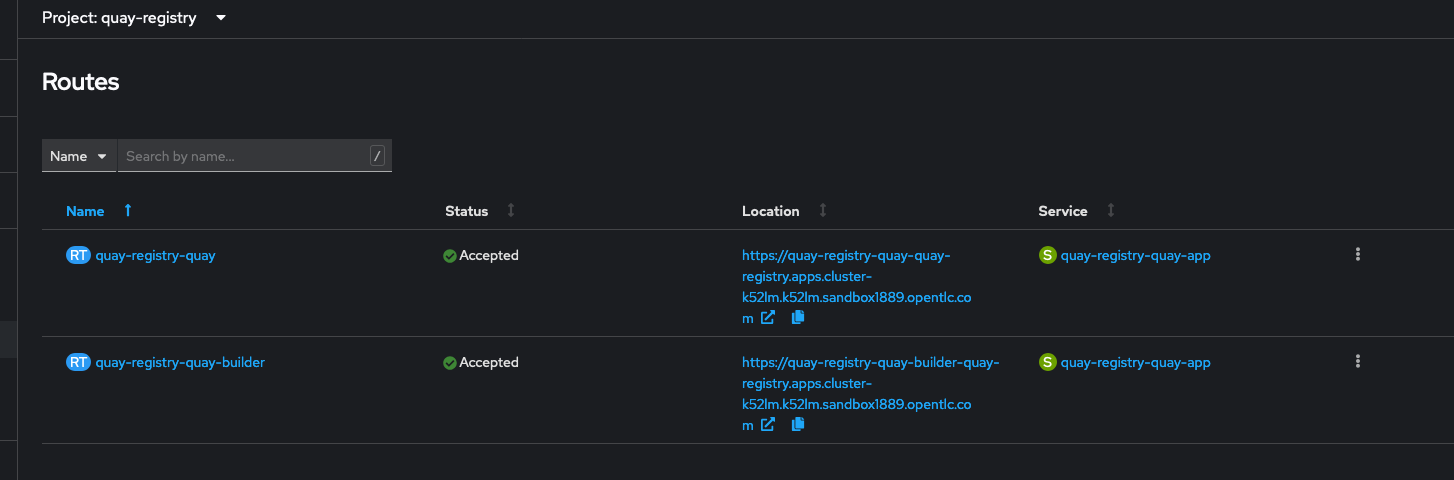 Project: quay-registry
Routes
Name Search by name... /
Name Status Location Service
RT quay-registry-quay Accepted https://quay-registry-quay-quay- S quay-registry-quay-app
registry.apps.cluster-
k52lm.k52lm.sandbox1889.opentlc.co
m
RT quay-registry-quay-builder Accepted https://quay-registry-quay-builder-quay- S quay-registry-quay-app
registry.apps.cluster-
k52lm.k52lm.sandbox1889.opentlc.co
m